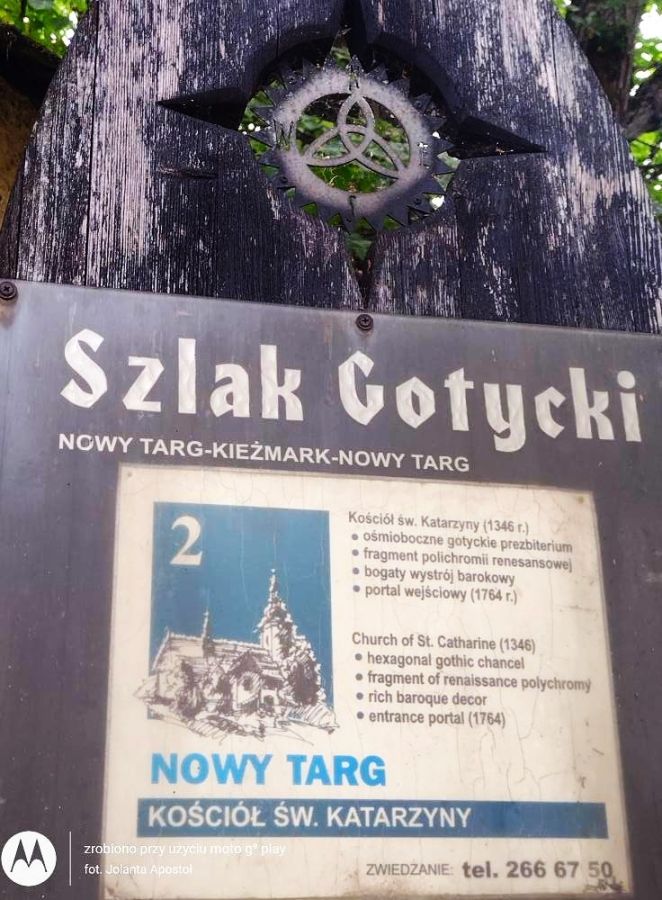 Szlak Gotycki
NOWY TARG-KIEŻMARK-NOWY TARG
2
Kościół św. Katarzyny (1346 r.)
• ośmioboczne gotyckie prezbiterium
• fragment polichromii renesansowej
• bogaty wystrój barokowy
• portal wejściowy (1764 r.)
Church of St. Catharine (1346)
• hexagonal gothic chancel
• fragment of renaissance polychromy
• rich baroque decor
• entrance portal (1764)
NOWY TARG
KOŚCIÓŁ ŚW. KATARZYNY
ZWIEDZANIE: tel. 266 67 50
zrobiono przy użyciu moto g⁸ play
fot. Jolanta Apostoł